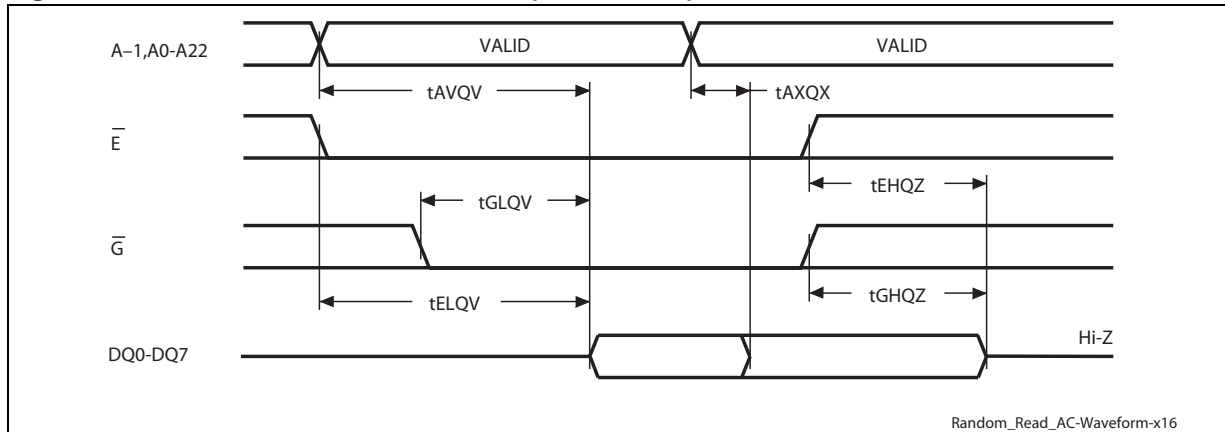 A–1,A0-A22
VALID
VALID
tAVQV
tAXQX
E
tEHQZ
tGLQV
G
tGHQZ
tELQV
Hi-Z
DQ0-DQ7
Random_Read_AC-Waveform-x16